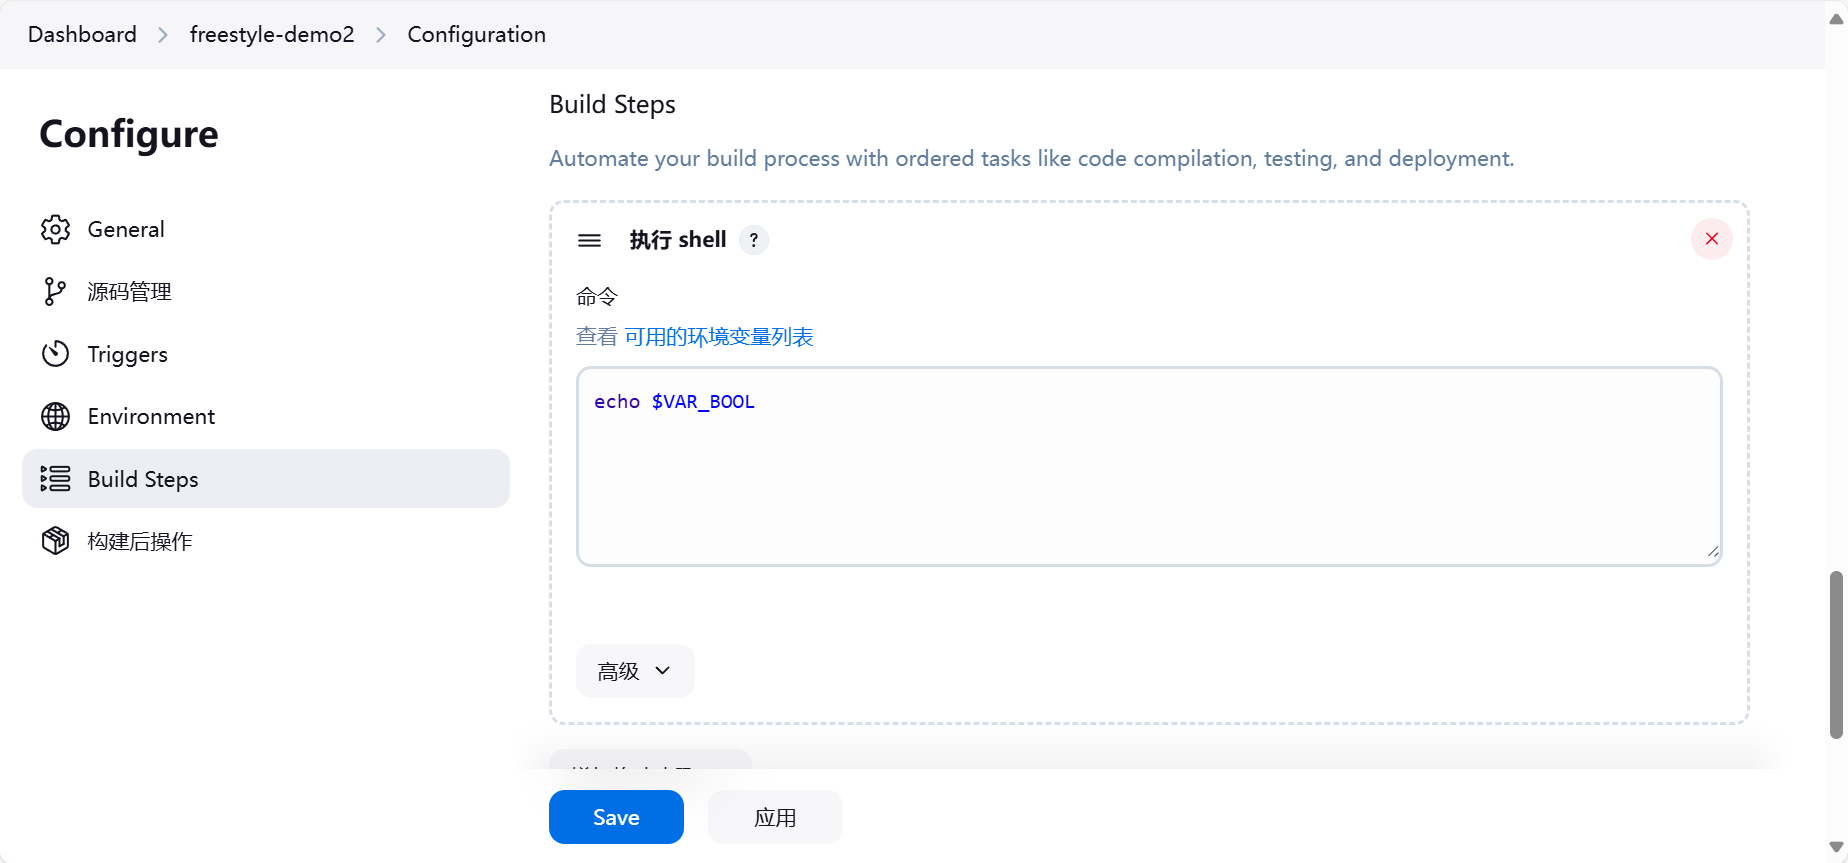 Dashboard > freestyle-demo2 > Configuration
Configure
General
源码管理
Triggers
Environment
Build Steps
构建后操作
Build Steps
Automate your build process with ordered tasks like code compilation, testing, and deployment.
执行 shell ?
命令
查看 可用的环境变量列表
echo $VAR_BOOL
高级
Save
应用